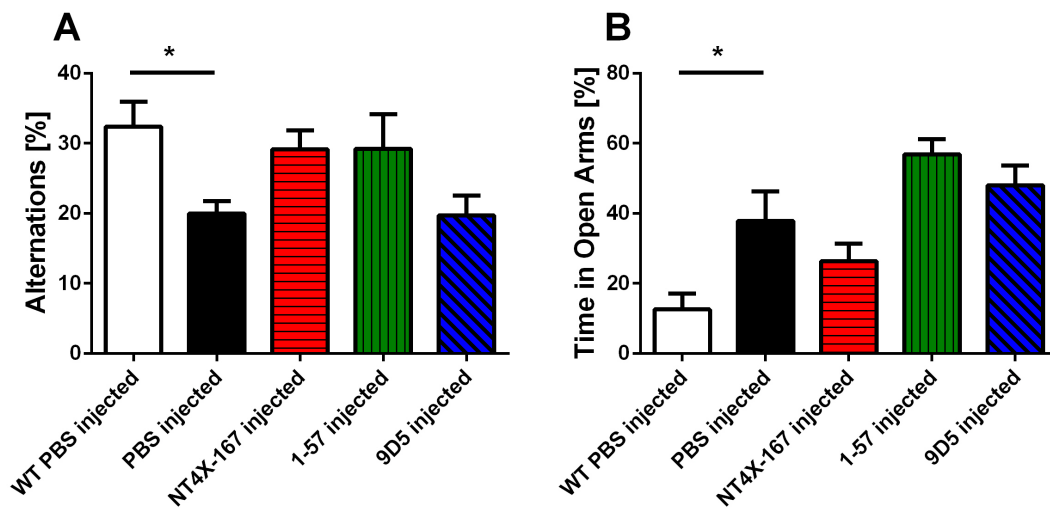 A
*
Alternations [%]
40
30
20
10
0
WT PBS injected
PBS injected
NT4X-167 injected
1-57 injected
9D5 injected
B
*
Time in Open Arms [%]
80
60
40
20
0
WT PBS injected
PBS injected
NT4X-167 injected
1-57 injected
9D5 injected